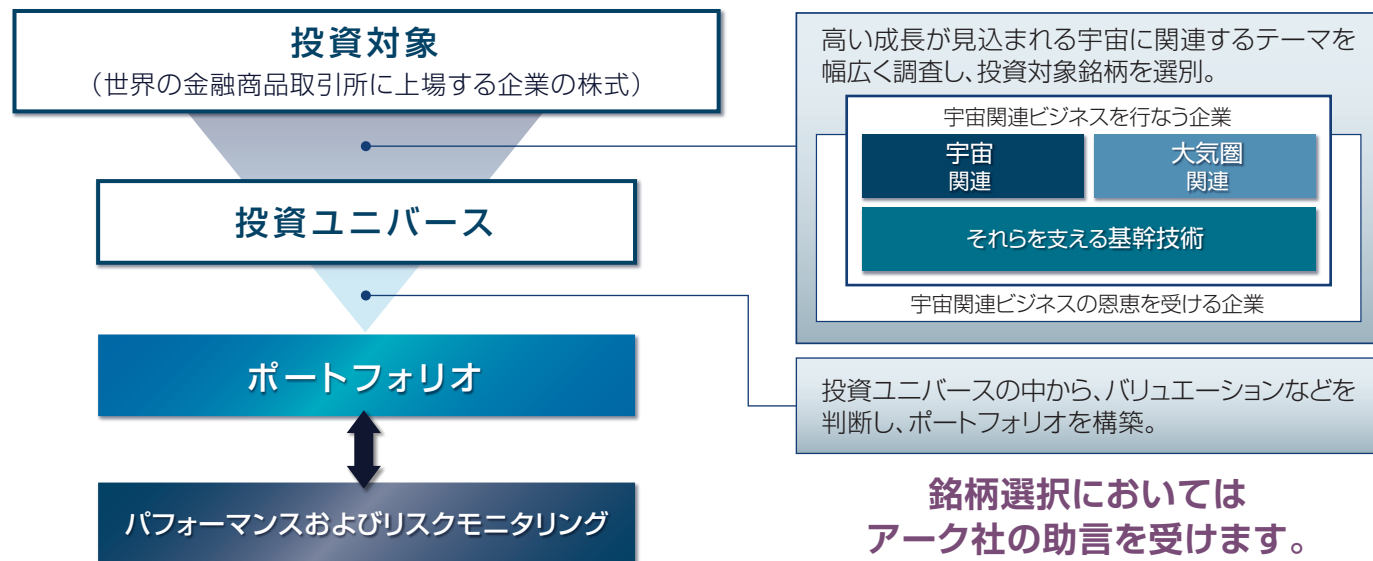 投資対象
（世界の金融商品取引所に上場する企業の株式）
投資ユニバース
ポートフォリオ
パフォーマンスおよびリスクモニタリング
高い成長が見込まれる宇宙に関連するテーマを
幅広く調査し、投資対象銘柄を選別。
宇宙関連ビジネスを行なう企業
宇宙
関連
大気圏
関連
それらを支える基幹技術
宇宙関連ビジネスの恩恵を受ける企業
投資ユニバースの中から、バリュエーションなどを
判断し、ポートフォリオを構築。
銘柄選択においては
アーク社の助言を受けます。